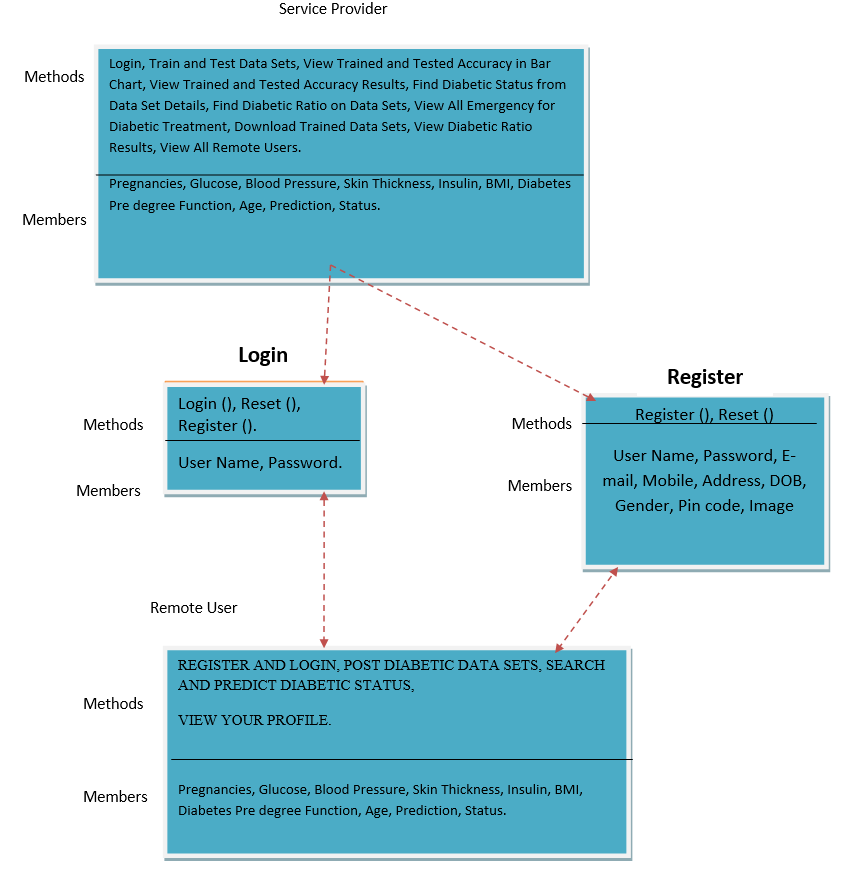 Service Provider
Methods
Login, Train and Test Data Sets, View Trained and Tested Accuracy in Bar
Chart, View Trained and Tested Accuracy Results, Find Diabetic Status from
Data Set Details, Find Diabetic Ratio on Data Sets, View All Emergency for
Diabetic Treatment, Download Trained Data Sets, View Diabetic Ratio
Results, View All Remote Users.
Members
Pregnancies, Glucose, Blood Pressure, Skin Thickness, Insulin, BMI, Diabetes
Pre degree Function, Age, Prediction, Status.
Login
Methods
Login (), Reset (),
Register ().
Members
User Name, Password.
Register
Methods
Register (), Reset ()
Members
User Name, Password, E-
mail, Mobile, Address, DOB,
Gender, Pin code, Image
Remote User
Methods
REGISTER AND LOGIN, POST DIABETIC DATA SETS, SEARCH
AND PREDICT DIABETIC STATUS,
VIEW YOUR PROFILE.
Members
Pregnancies, Glucose, Blood Pressure, Skin Thickness, Insulin, BMI,
Diabetes Pre degree Function, Age, Prediction, Status.